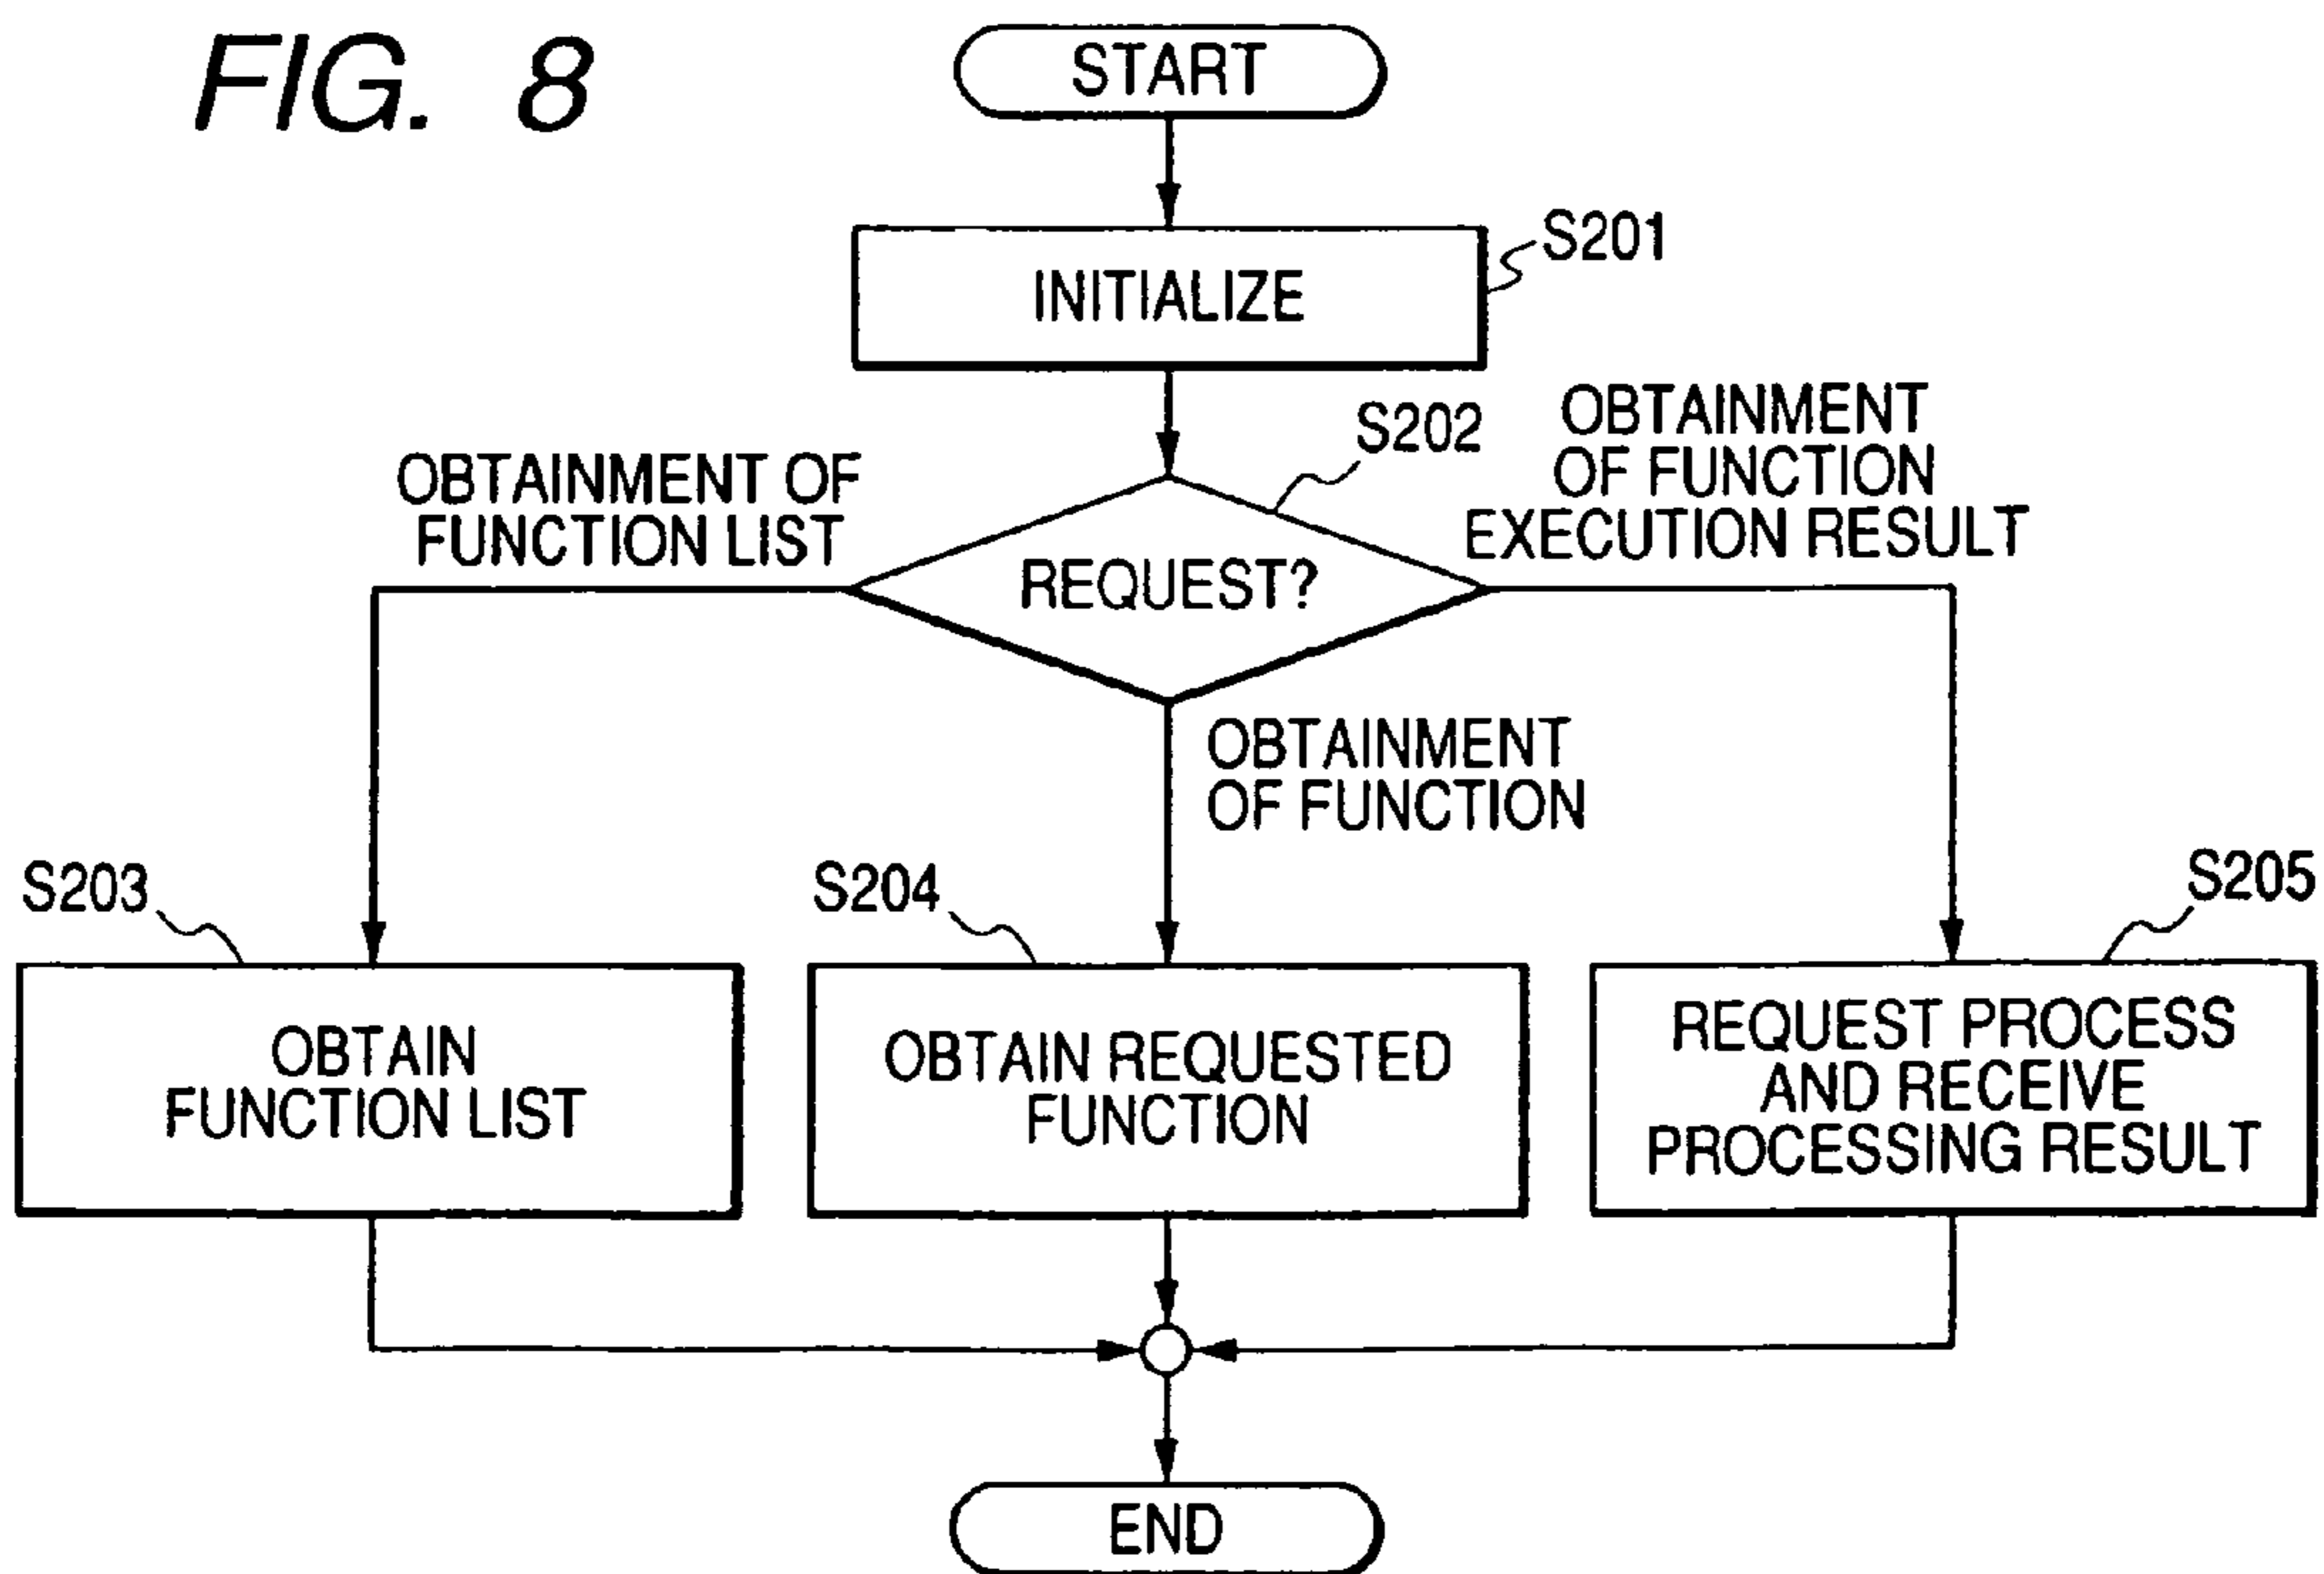 FIG. 8
START
INITIALIZE
S201
S202
OBTAINMENT OF
FUNCTION LIST
REQUEST?
OBTAINMENT
OF FUNCTION
EXECUTION RESULT
OBTAINMENT
OF FUNCTION
S203
OBTAIN
FUNCTION LIST
S204
OBTAIN REQUESTED
FUNCTION
S205
REQUEST PROCESS
AND RECEIVE
PROCESSING RESULT
END